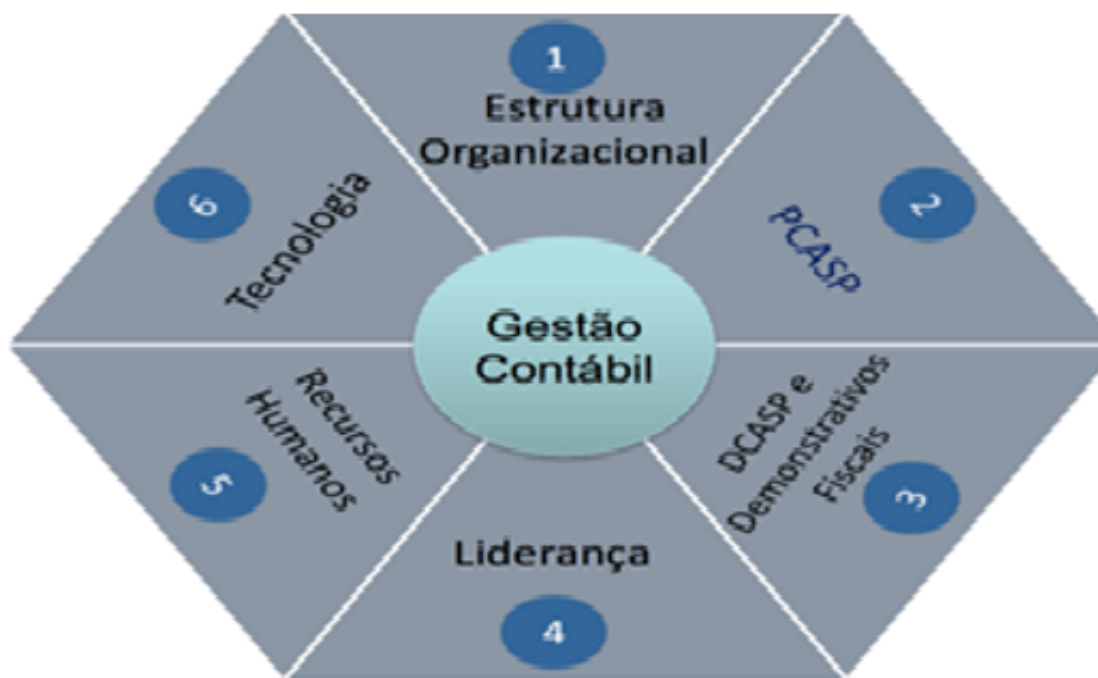 1
Estrutura
Organizacional
2
PCASP
DCASP e
Demonstrativos
Fiscais
3
Liderança
4
Recursos
Humanos
5
6
Tecnologia
Gestão
Contábil